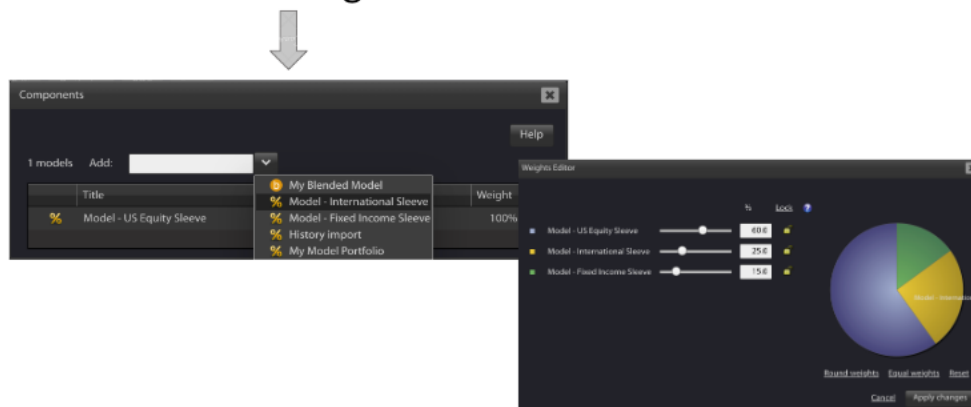 Components
Help
1 models Add:
Title Weight
% Model - US Equity Sleeve 100%
b My Blended Model
% Model - International Sleeve
% Model - Fixed Income Sleeve
% History import
% My Model Portfolio
Weights Editor
% Lock ?
Model - US Equity Sleeve 60.0
Model - International Sleeve 25.0
Model - Fixed Income Sleeve 15.0
Model - Internation
Round weights Equal weights Reset
Cancel Apply changes